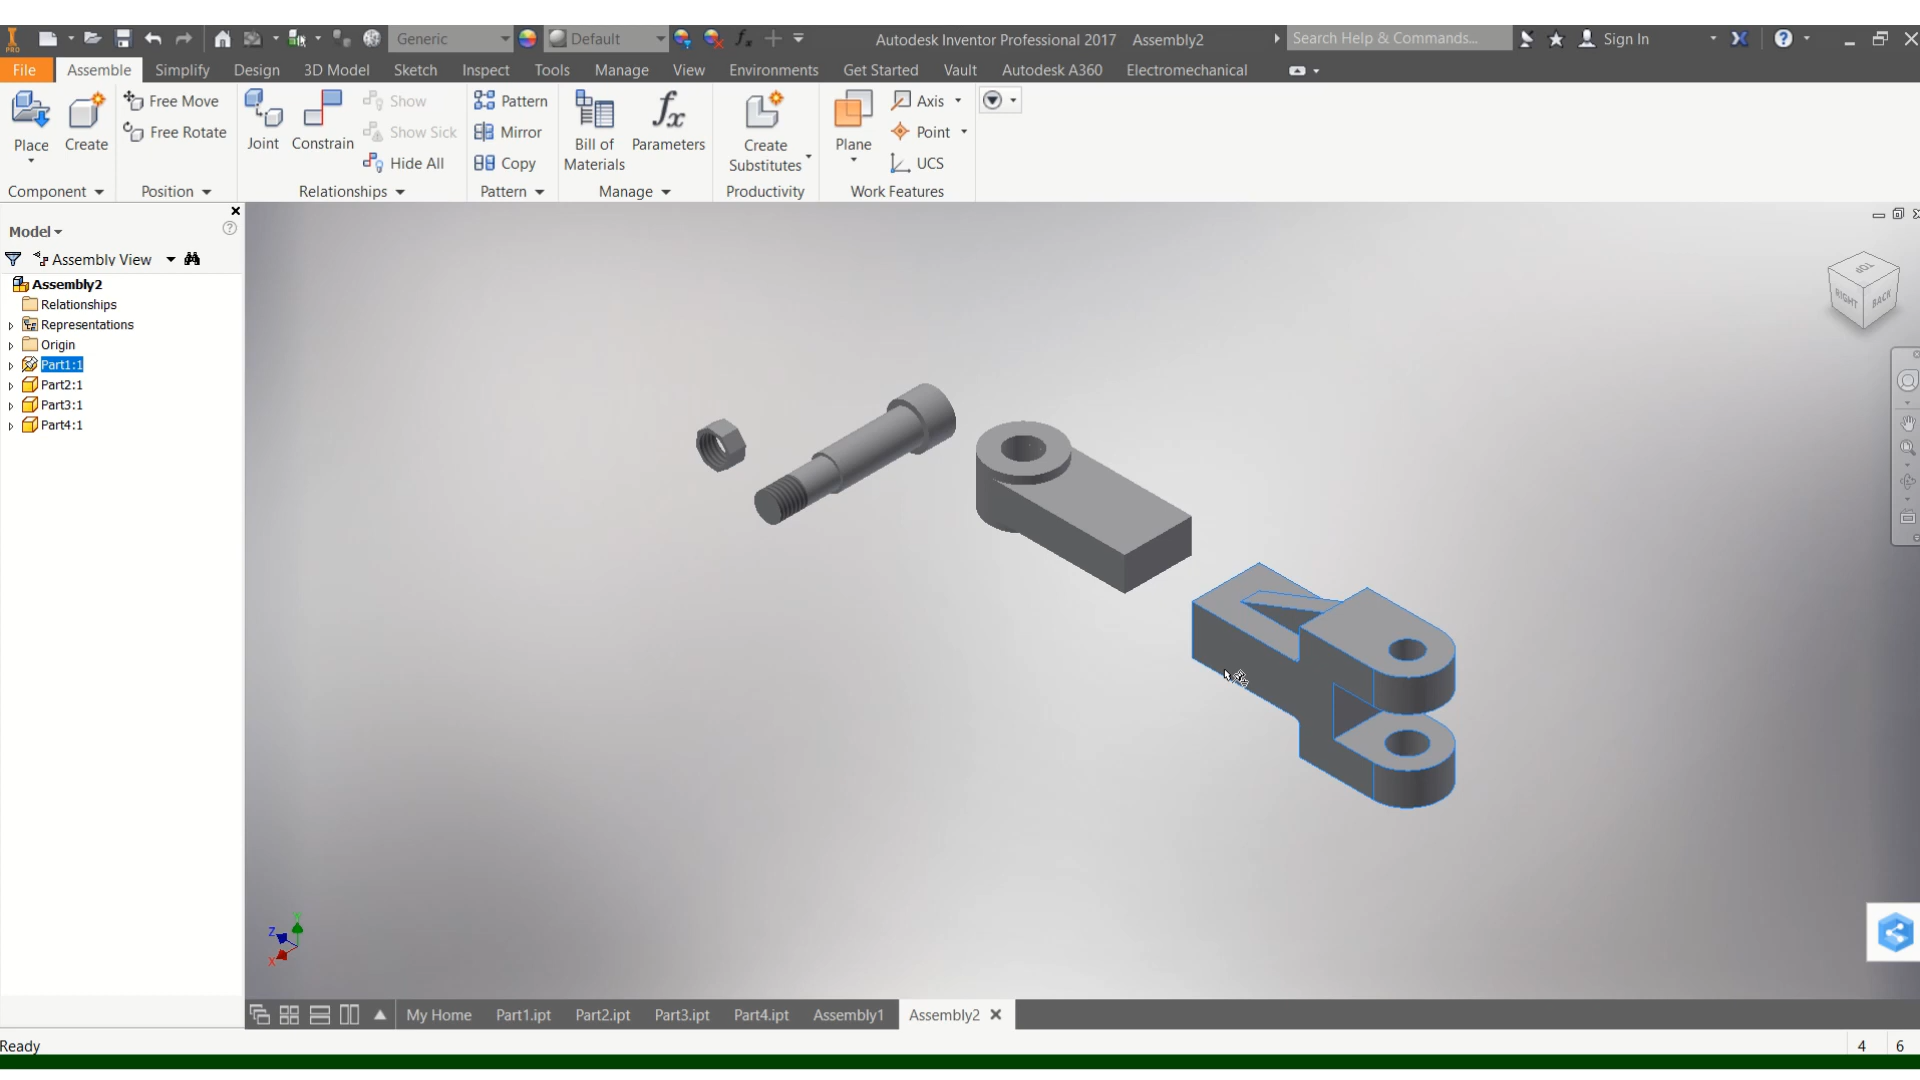 PRO
Generic
Default
Autodesk Inventor Professional 2017 Assembly2
Search Help & Commands...
Sign In
File Assemble Simplify Design 3D Model Sketch Inspect Tools Manage View Environments Get Started Vault Autodesk A360 Electromechanical
Place
Create
Free Move
Free Rotate
Joint
Constrain
Show
Show Sick
Hide All
Pattern
Mirror
Copy
Bill of
Materials
Parameters
Create
Substitutes
Plane
Axis
Point
UCS
Component Position Relationships Pattern Manage Productivity Work Features
Model
Assembly View
Assembly2
Relationships
Representations
Origin
Part1:1
Part2:1
Part3:1
Part4:1
TOP
RIGHT
BACK
Z
X
My Home Part1.ipt Part2.ipt Part3.ipt Part4.ipt Assembly1 Assembly2
Ready
4 6